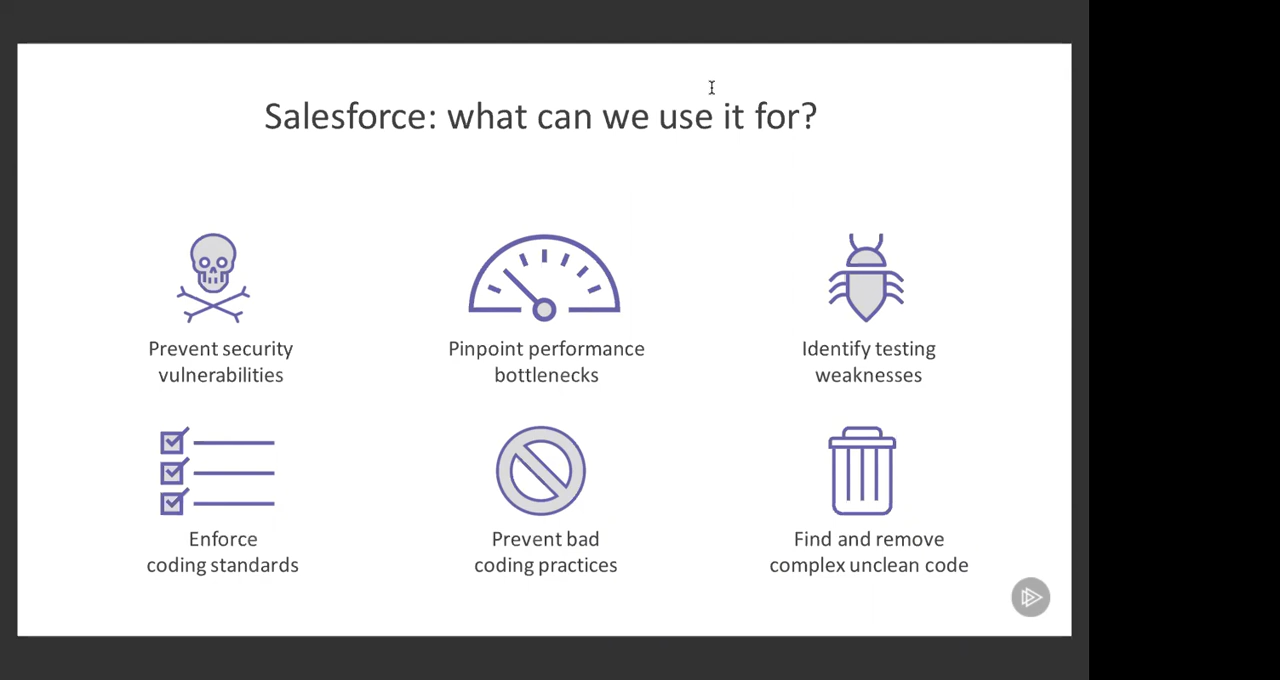 Salesforce: what can we use it for?
Prevent security
vulnerabilities
Pinpoint performance
bottlenecks
Identify testing
weaknesses
Enforce
coding standards
Prevent bad
coding practices
Find and remove
complex unclean code